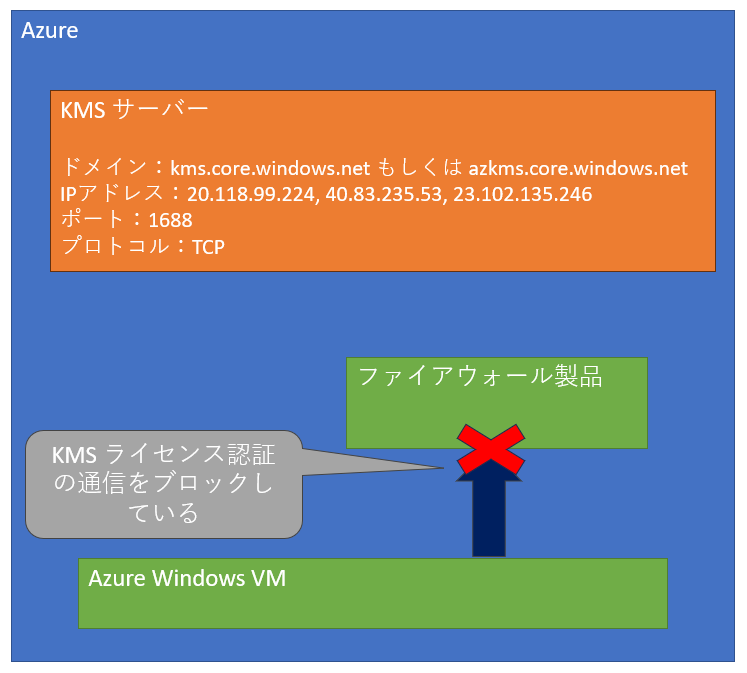 Azure
KMS サーバー
ドメイン：kms.core.windows.net もしくは azkms.core.windows.net
IPアドレス：20.118.99.224, 40.83.235.53, 23.102.135.246
ポート：1688
プロトコル：TCP
ファイアウォール製品
KMS ライセンス認証
の通信をブロックし
ている
Azure Windows VM